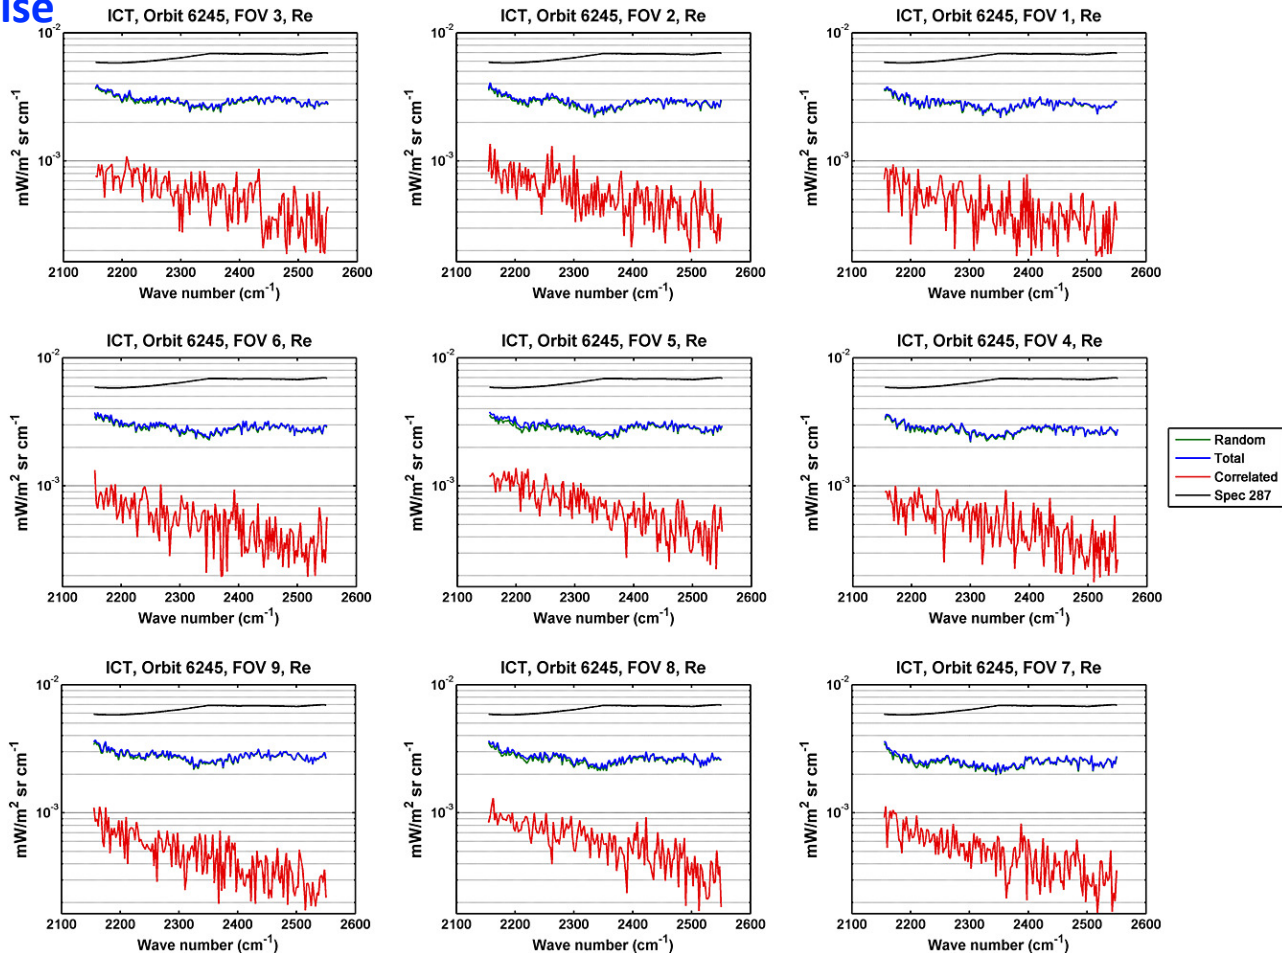 ise
ICT, Orbit 6245, FOV 3, Re
10-2
10-3
mW/m2 sr cm-1
2100 2200 2300 2400 2500 2600
Wave number (cm-1)
ICT, Orbit 6245, FOV 2, Re
10-2
10-3
mW/m2 sr cm-1
2100 2200 2300 2400 2500 2600
Wave number (cm-1)
ICT, Orbit 6245, FOV 1, Re
10-2
10-3
mW/m2 sr cm-1
2100 2200 2300 2400 2500 2600
Wave number (cm-1)
ICT, Orbit 6245, FOV 6, Re
10-2
10-3
mW/m2 sr cm-1
2100 2200 2300 2400 2500 2600
Wave number (cm-1)
ICT, Orbit 6245, FOV 5, Re
10-2
10-3
mW/m2 sr cm-1
2100 2200 2300 2400 2500 2600
Wave number (cm-1)
ICT, Orbit 6245, FOV 4, Re
10-2
10-3
mW/m2 sr cm-1
2100 2200 2300 2400 2500 2600
Wave number (cm-1)
Random
Total
Correlated
Spec 287
ICT, Orbit 6245, FOV 9, Re
10-2
10-3
mW/m2 sr cm-1
2100 2200 2300 2400 2500 2600
Wave number (cm-1)
ICT, Orbit 6245, FOV 8, Re
10-2
10-3
mW/m2 sr cm-1
2100 2200 2300 2400 2500 2600
Wave number (cm-1)
ICT, Orbit 6245, FOV 7, Re
10-2
10-3
mW/m2 sr cm-1
2100 2200 2300 2400 2500 2600
Wave number (cm-1)